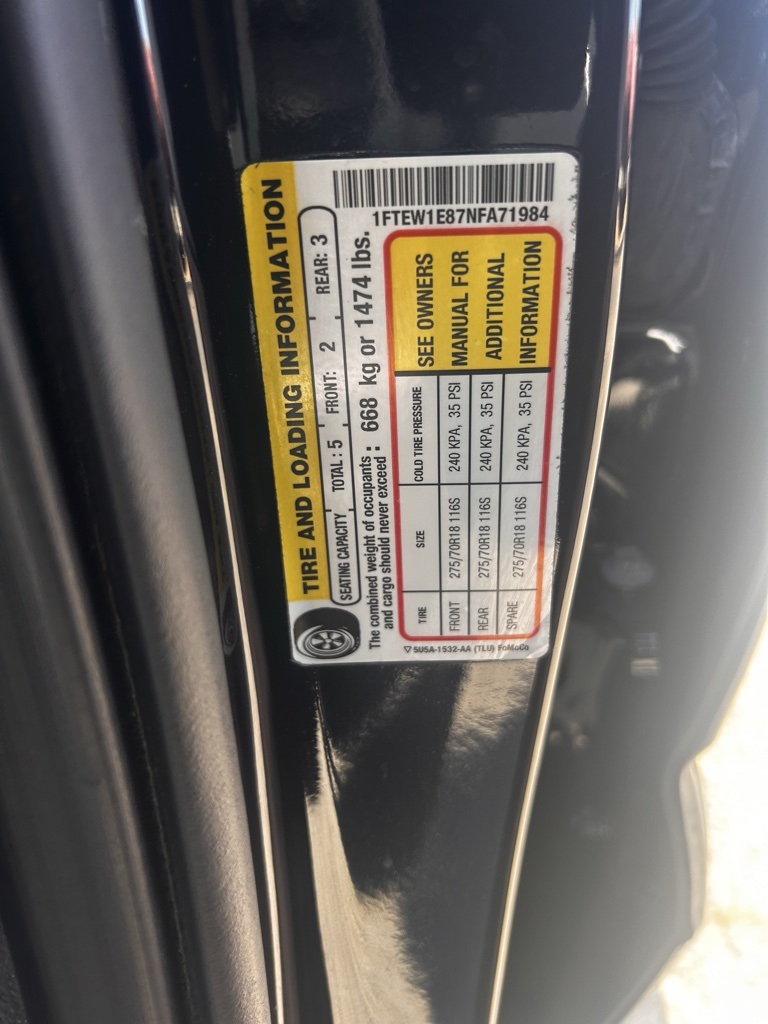 TIRE AND LOADING INFORMATION
SEATING CAPACITY TOTAL: 5 FRONT: 2 REAR: 3
The combined weight of occupants : 668 kg or 1474 lbs.
and cargo should never exceed :
TIRE SIZE COLD TIRE PRESSURE
FRONT 275/70R18 116S 240 KPA, 35 PSI
REAR 275/70R18 116S 240 KPA, 35 PSI
SPARE 275/70R18 116S 240 KPA, 35 PSI
SEE OWNERS
MANUAL FOR
ADDITIONAL
INFORMATION
5U5A-1532-AA (TLU) FoMoCo
1FTEW1E87NFA71984